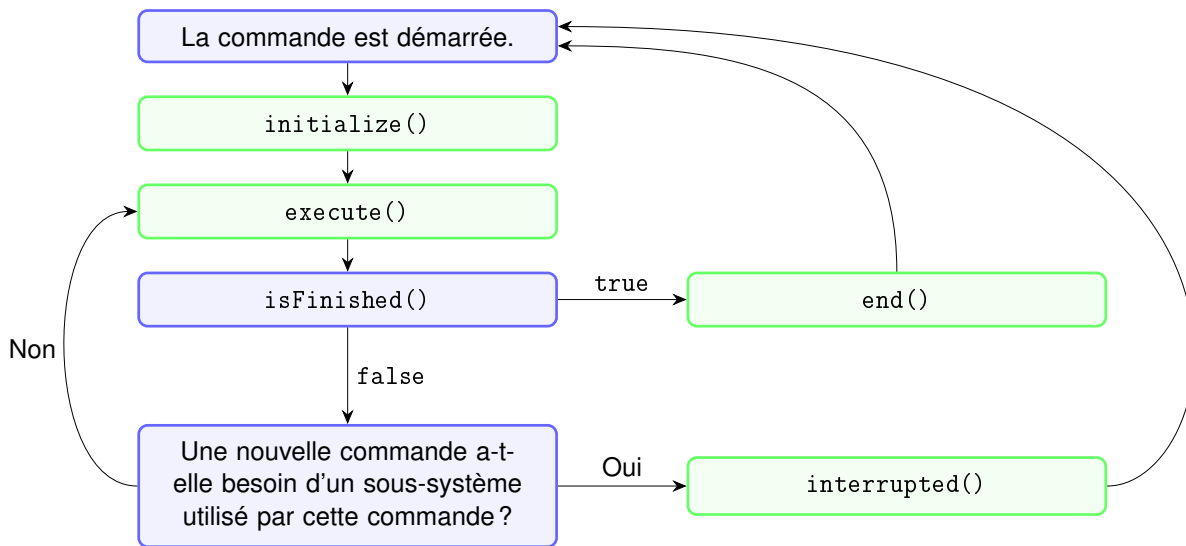 La commande est démarrée.
initialize()
execute()
isFinished()
true
end()
Non
false
Une nouvelle commande a-t-
elle besoin d'un sous-système
utilisé par cette commande ?
Oui
interrupted()